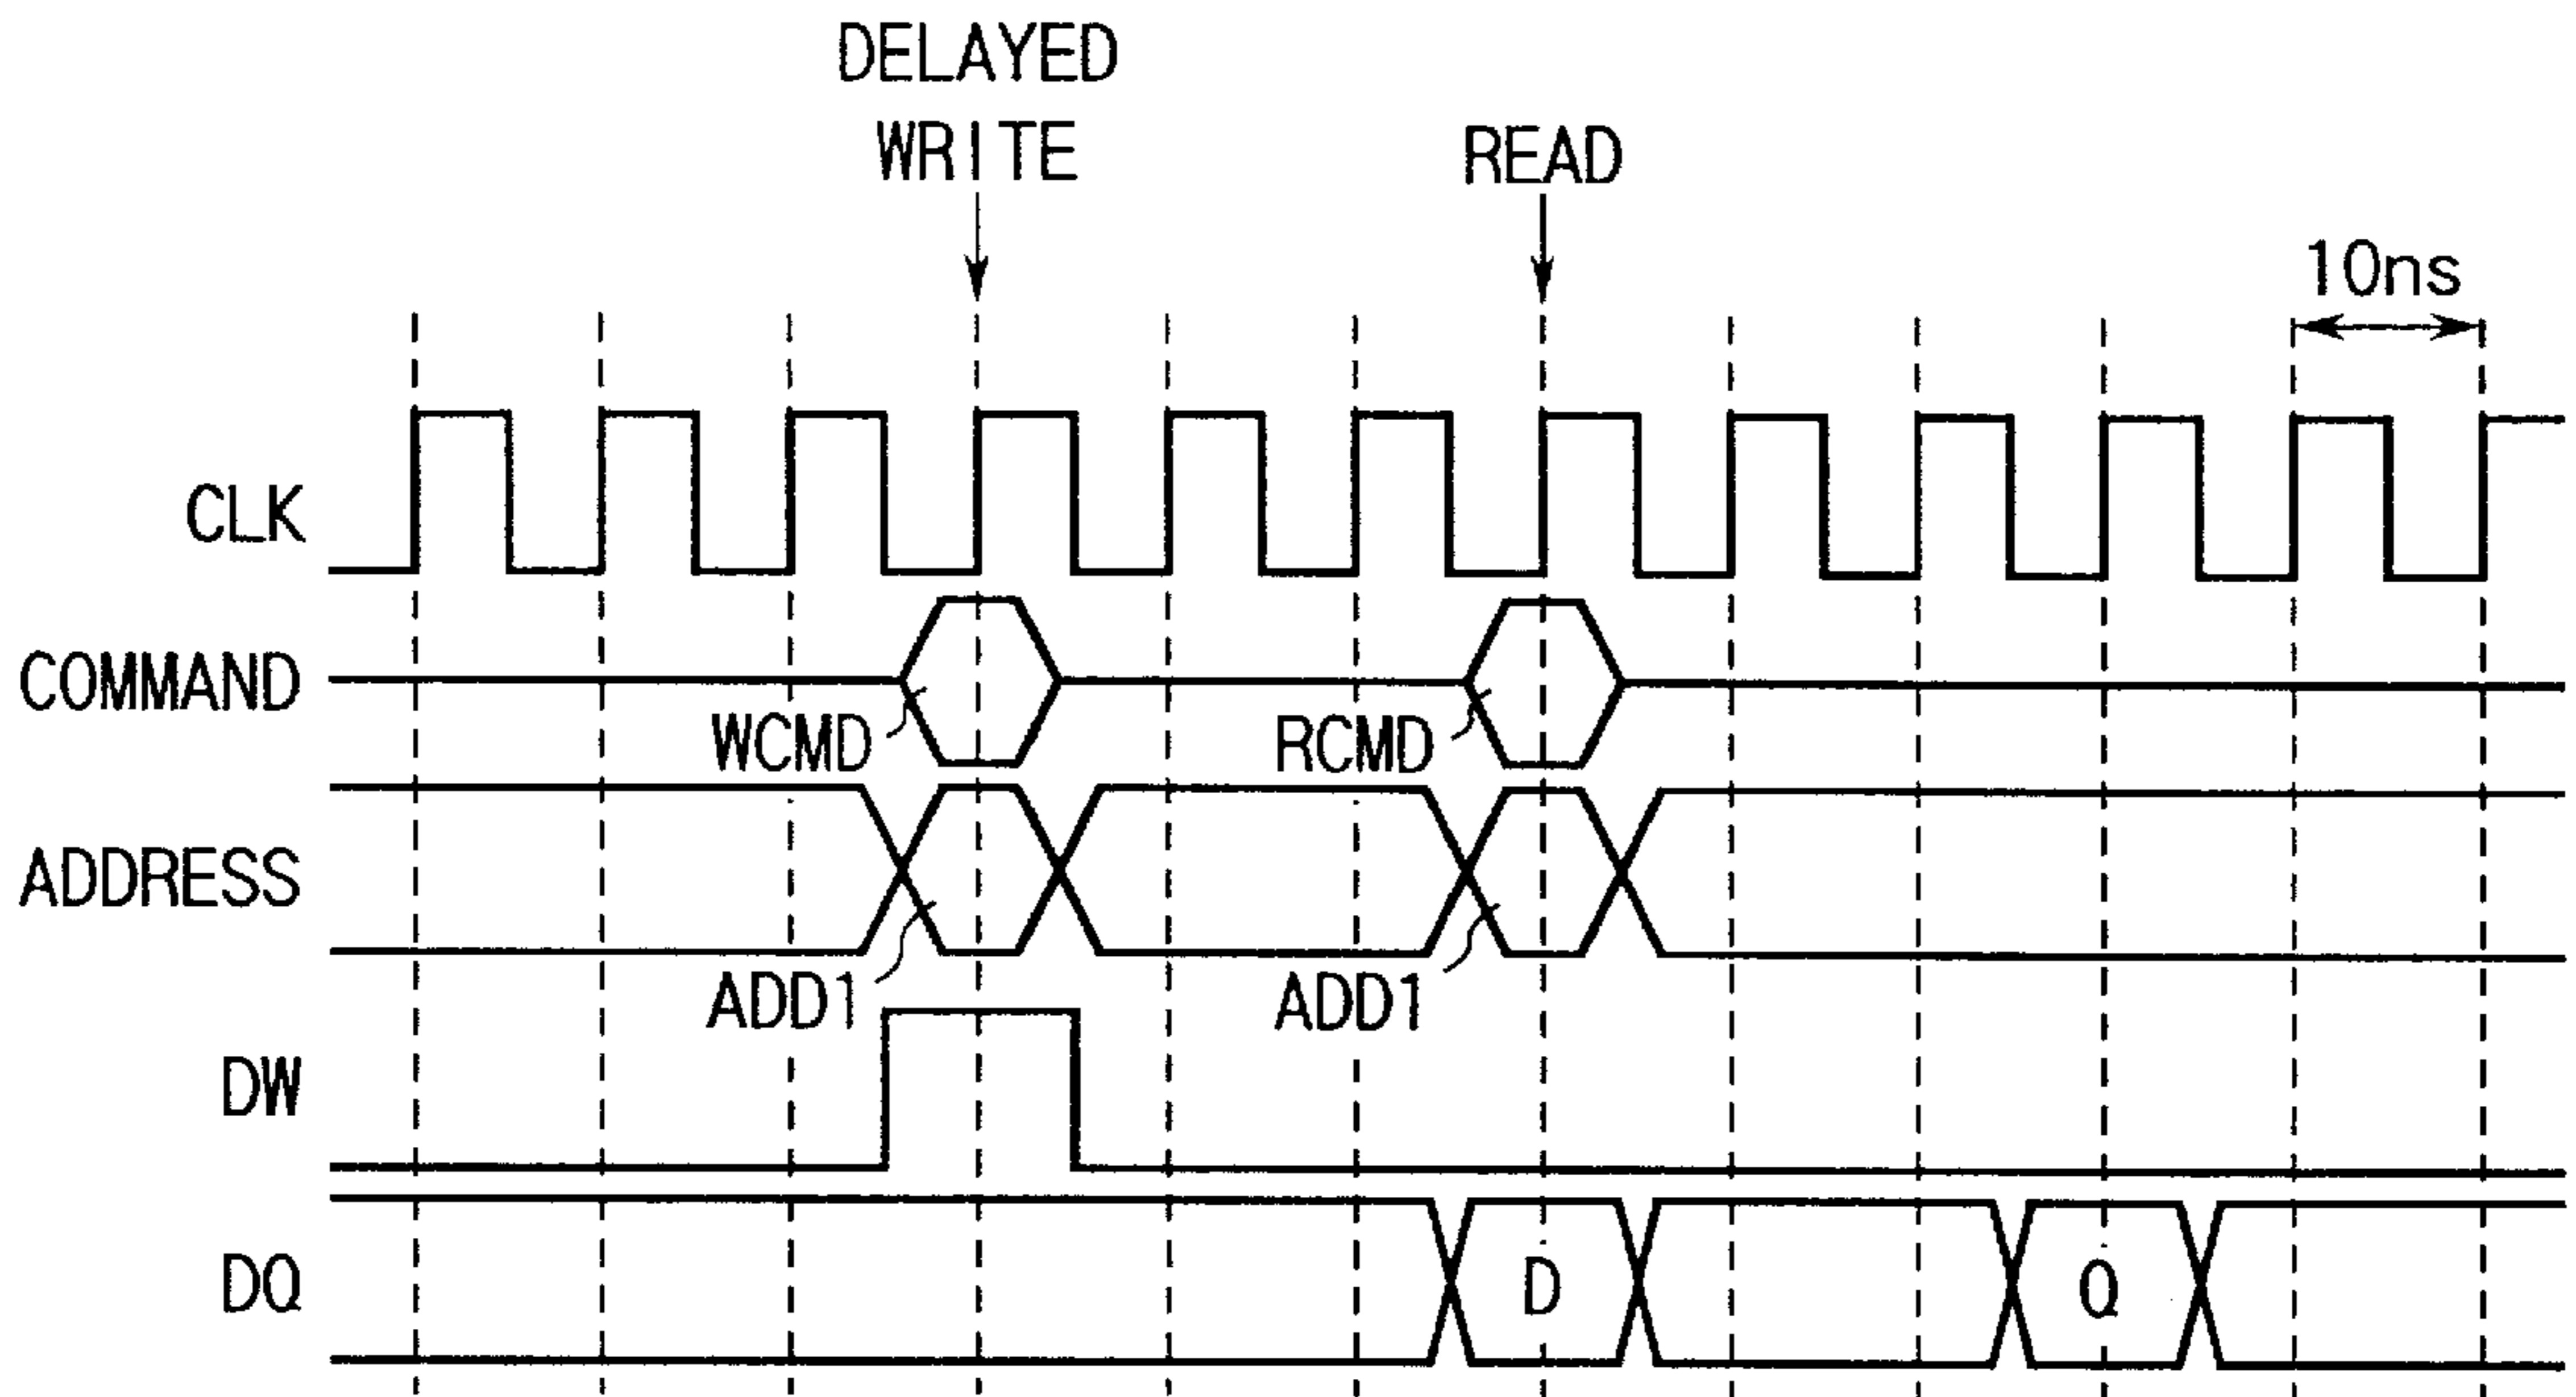 DELAYED
WRITE
READ
10ns
CLK
COMMAND
WCMD
RCMD
ADDRESS
ADD1
ADD1
DW
DQ
D
Q